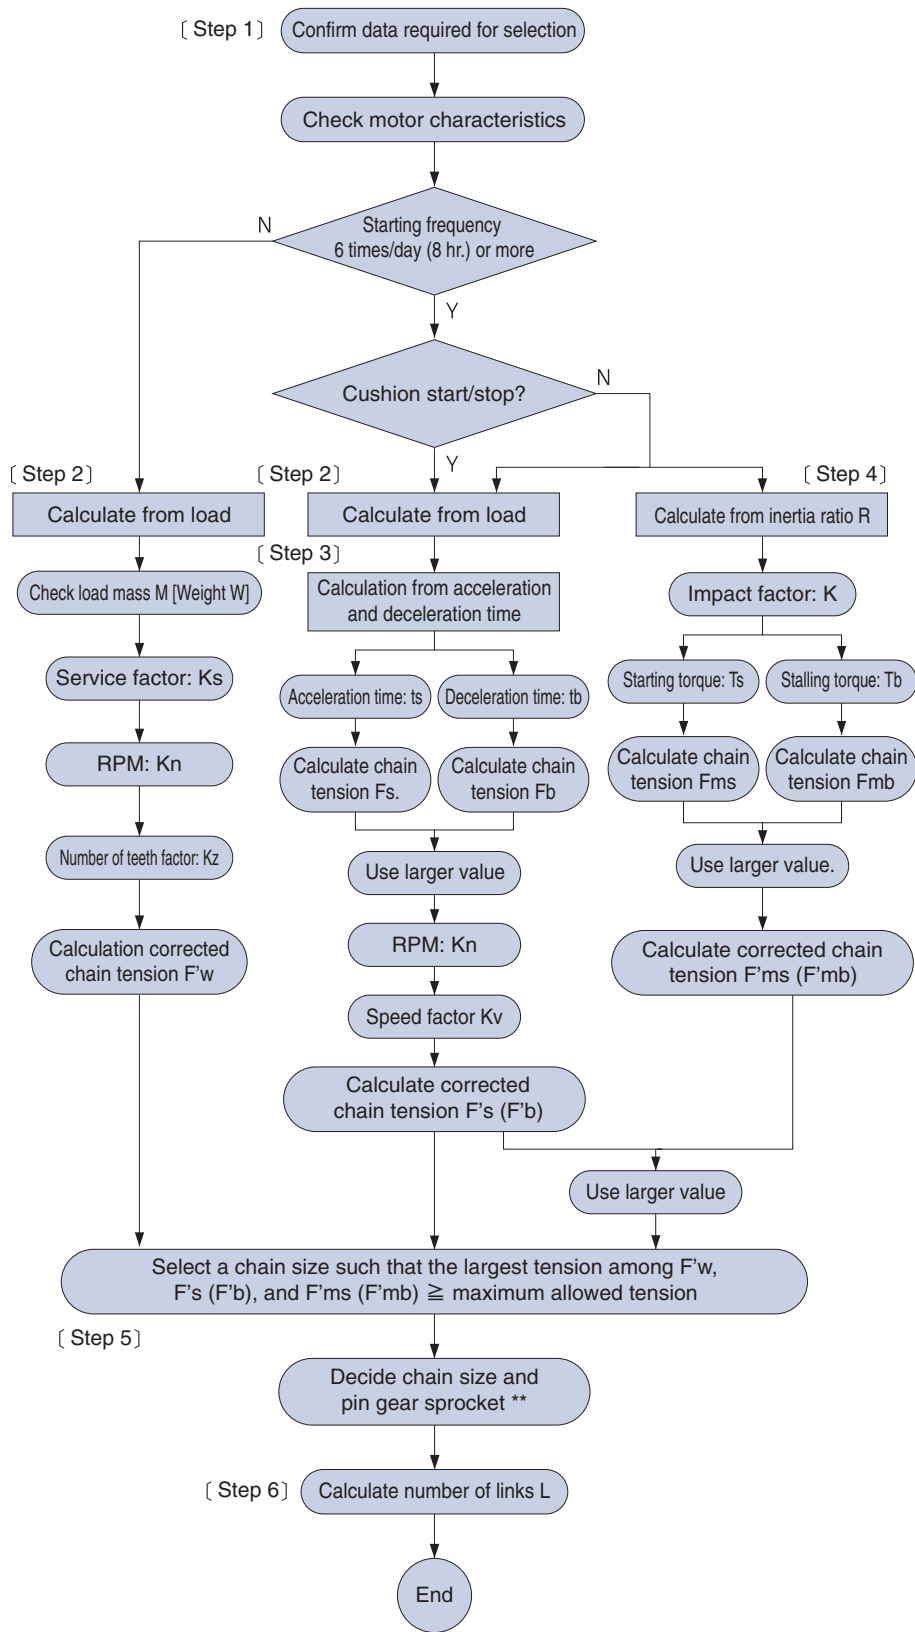 〔 Step 1〕
Confirm data required for selection
Check motor characteristics
Starting frequency
6 times/day (8 hr.) or more
N
Y
Cushion start/stop?
N
Y
〔 Step 2〕
Calculate from load
Check load mass M [Weight W]
Service factor: Ks
RPM: Kn
Number of teeth factor: Kz
Calculation corrected
chain tension F'w
〔 Step 2〕
Calculate from load
〔 Step 3〕
Calculation from acceleration
and deceleration time
Acceleration time: ts
Deceleration time: tb
Calculate chain
tension Fs.
Calculate chain
tension Fb
Use larger value
RPM: Kn
Speed factor Kv
Calculate corrected
chain tension F's (F'b)
〔 Step 4〕
Calculate from inertia ratio R
Impact factor: K
Starting torque: Ts
Stalling torque: Tb
Calculate chain
tension Fms
Calculate chain
tension Fmb
Use larger value.
Calculate corrected chain
tension F'ms (F'mb)
Use larger value
Select a chain size such that the largest tension among F'w,
F's (F'b), and F'ms (F'mb) ≧ maximum allowed tension
〔 Step 5〕
Decide chain size and
pin gear sprocket **
〔 Step 6〕
Calculate number of links L
End